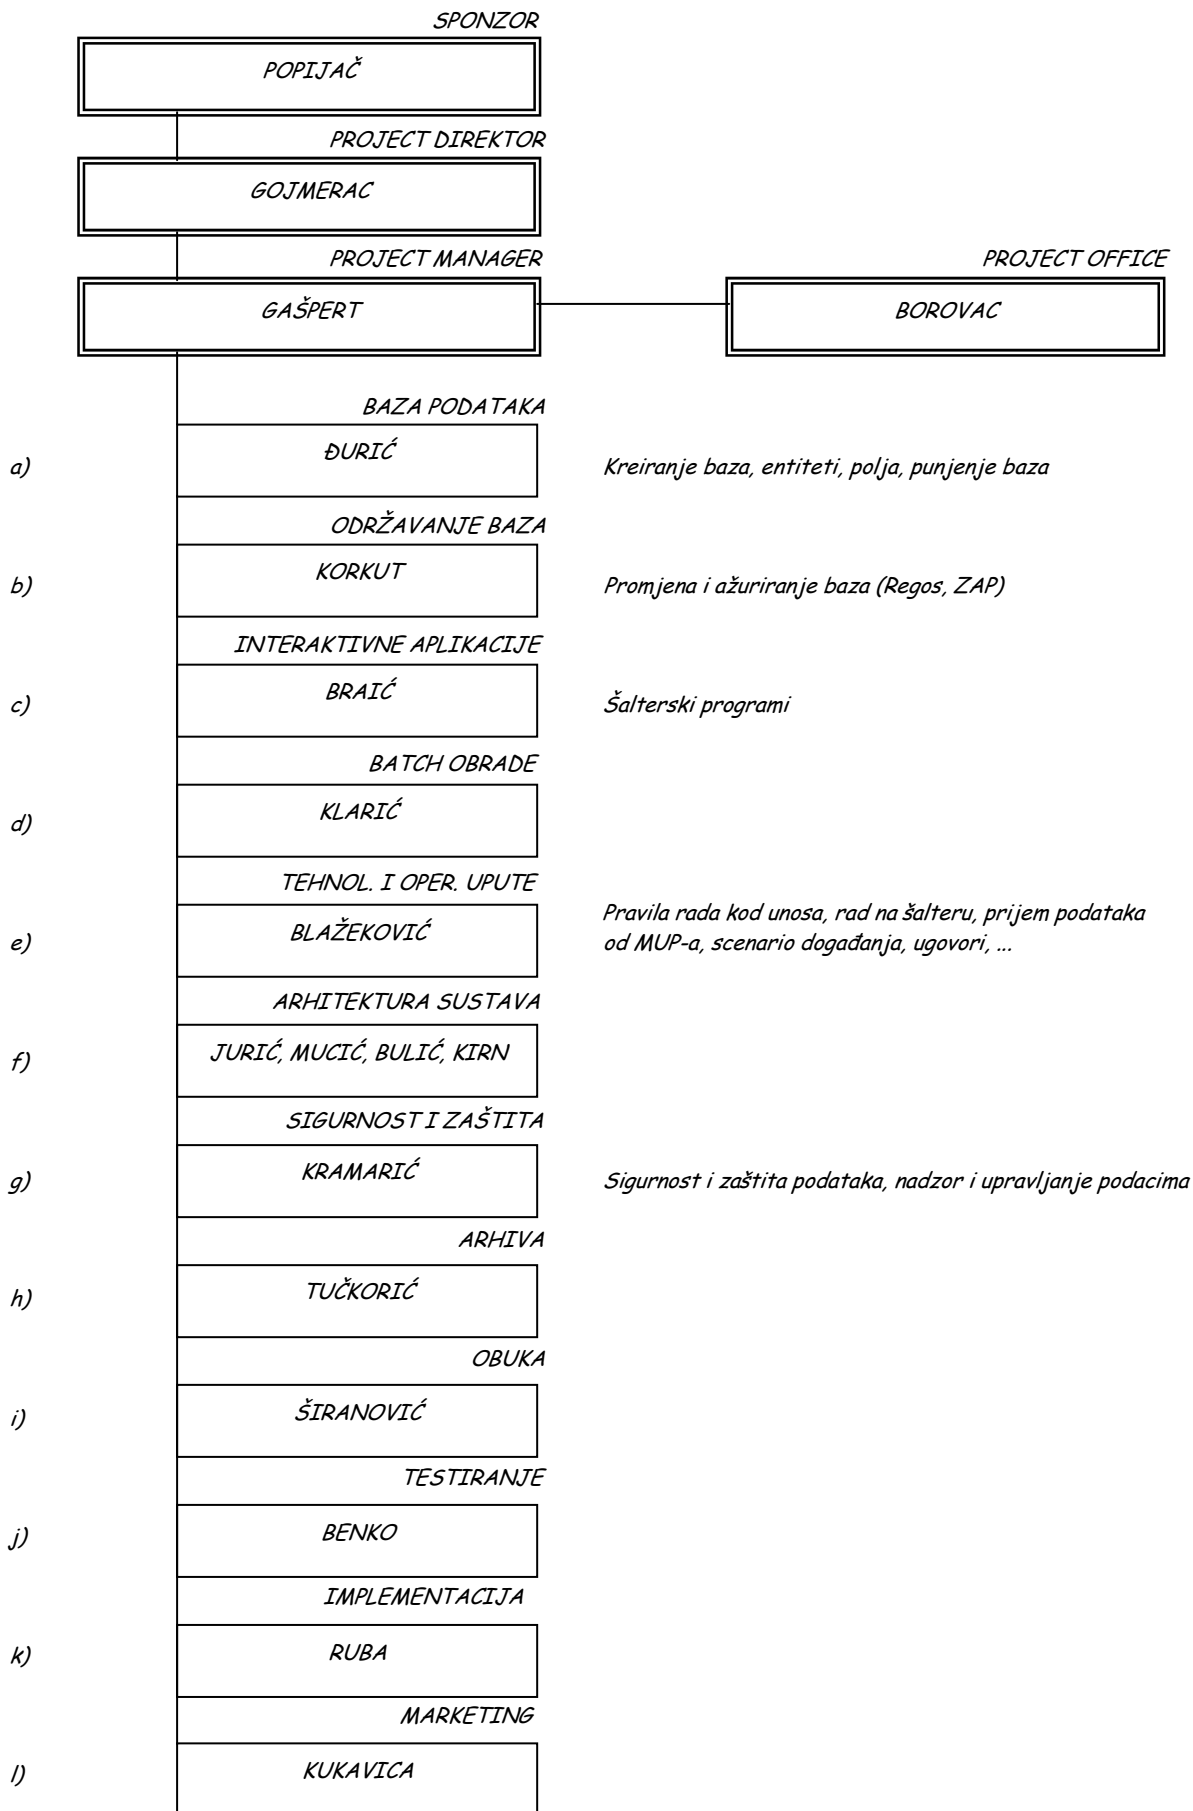 SPONZOR
POPIJAČ
PROJECT DIREKTOR
GOJMERAC
PROJECT MANAGER
PROJECT OFFICE
GAŠPERT
BOROVAC
BAZA PODATAKA
a)
ĐURIĆ
Kreiranje baza, entiteti, polja, punjenje baza
ODRŽAVANJE BAZA
b)
KORKUT
Promjena i ažuriranje baza (Regos, ZAP)
INTERAKTIVNE APLIKACIJE
c)
BRAIĆ
Šalterski programi
BATCH OBRADE
d)
KLARIĆ
TEHNOL. I OPER. UPUTE
e)
BLAŽEKOVIĆ
Pravila rada kod unosa, rad na šalteru, prijem podataka
od MUP-a, scenario događanja, ugovori, ...
ARHITEKTURA SUSTAVA
f)
JURIĆ, MUCIĆ, BULIĆ, KIRN
SIGURNOST I ZAŠTITA
g)
KRAMARIĆ
Sigurnost i zaštita podataka, nadzor i upravljanje podacima
ARHIVA
h)
TUČKORIĆ
OBUKA
i)
ŠIRANOVIĆ
TESTIRANJE
j)
BENKO
IMPLEMENTACIJA
k)
RUBA
MARKETING
l)
KUKAVICA